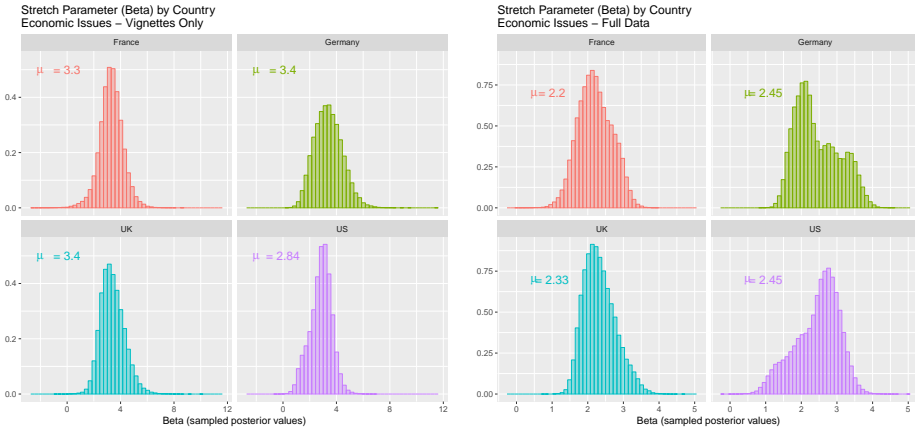 Stretch Parameter (Beta) by Country
Economic Issues – Vignettes Only
France
Germany
μ = 3.3
μ = 3.4
0.4
0.2
0.0
UK
US
μ = 3.4
μ = 2.84
0.4
0.2
0.0
0 4 8 12
0 4 8 12
Beta (sampled posterior values)
Stretch Parameter (Beta) by Country
Economic Issues – Full Data
France
Germany
μ = 2.2
μ = 2.45
0.75
0.50
0.25
0.00
UK
US
μ = 2.33
μ = 2.45
0.75
0.50
0.25
0.00
0 1 2 3 4 5
0 1 2 3 4 5
Beta (sampled posterior values)